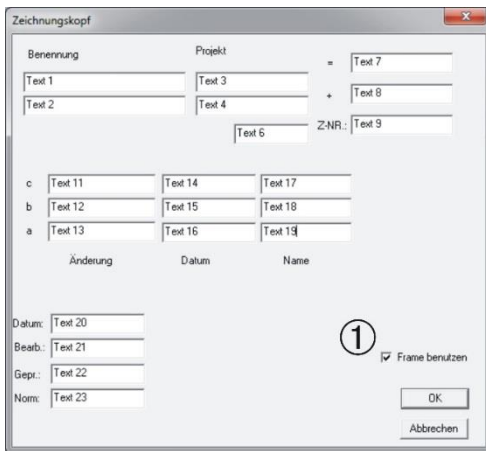 Zeichnungskopf
Benennung Projekt
= Text 7
Text 1 Text 3
+ Text 8
Text 2 Text 4
Text 6 Z-NR.: Text 9
c Text 11 Text 14 Text 17
b Text 12 Text 15 Text 18
a Text 13 Text 16 Text 19
Änderung Datum Name
Datum: Text 20
Bearb.: Text 21
① Frame benutzen
Gepr.: Text 22
Norm: Text 23
OK
Abbrechen